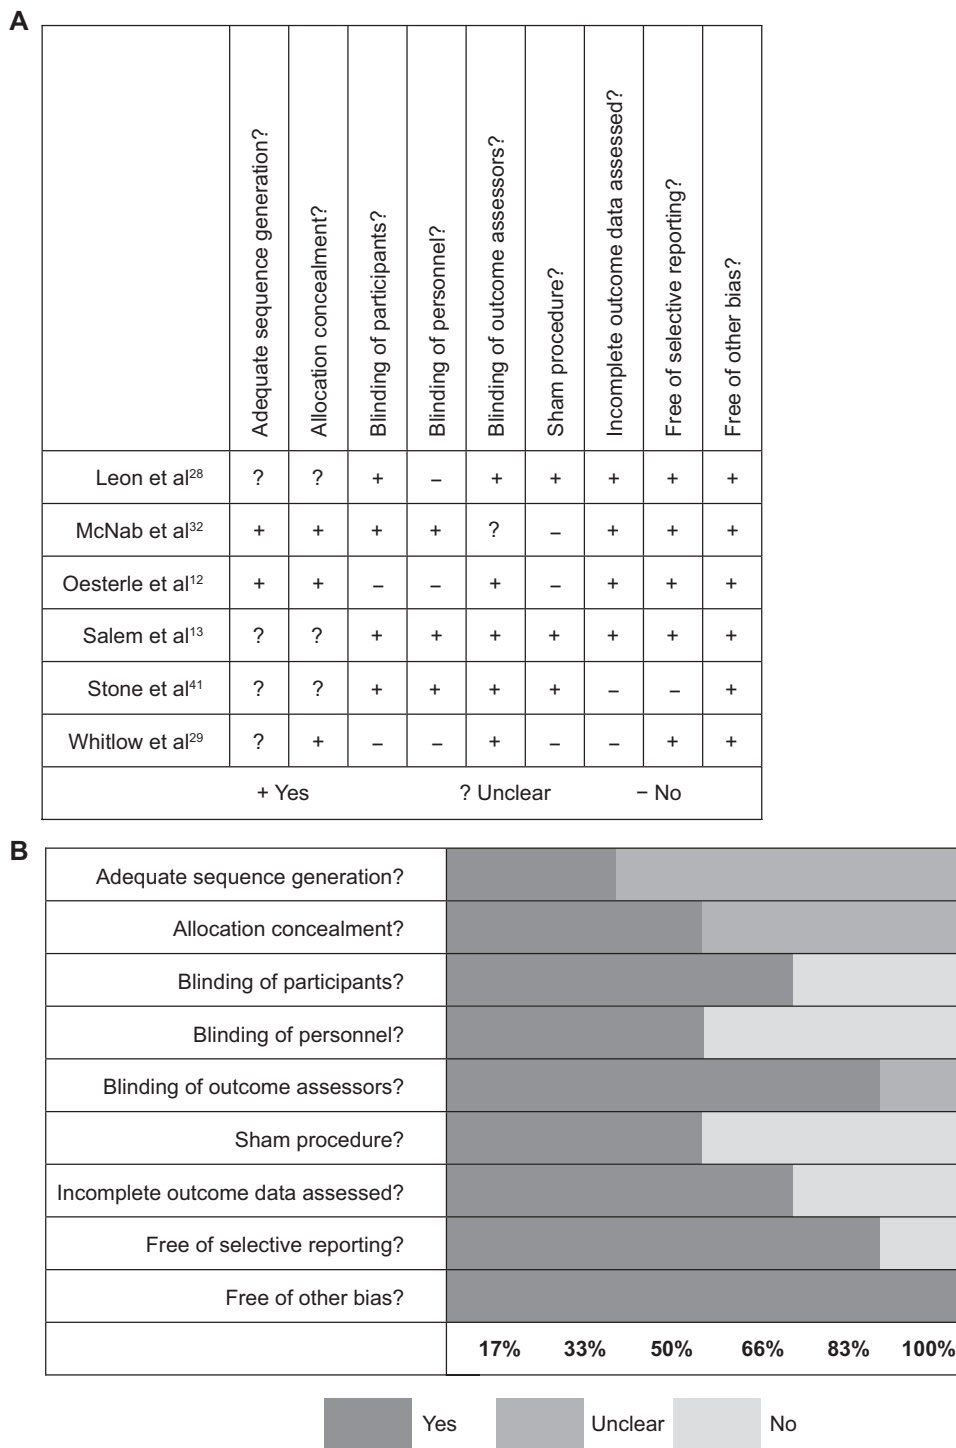 A
Adequate sequence generation?
Allocation concealment?
Blinding of participants?
Blinding of personnel?
Blinding of outcome assessors?
Sham procedure?
Incomplete outcome data assessed?
Free of selective reporting?
Free of other bias?
Leon et al²⁸ ? ? + – + + + + +
McNab et al³² + + + + ? – + + +
Oesterle et al¹² + + – – + – + + +
Salem et al¹³ ? ? + + + + + + +
Stone et al⁴¹ ? ? + + + + – – +
Whitlow et al²⁹ ? + – – + – – + +
+ Yes ? Unclear – No
B
Adequate sequence generation?
Allocation concealment?
Blinding of participants?
Blinding of personnel?
Blinding of outcome assessors?
Sham procedure?
Incomplete outcome data assessed?
Free of selective reporting?
Free of other bias?
17% 33% 50% 66% 83% 100%
Yes Unclear No